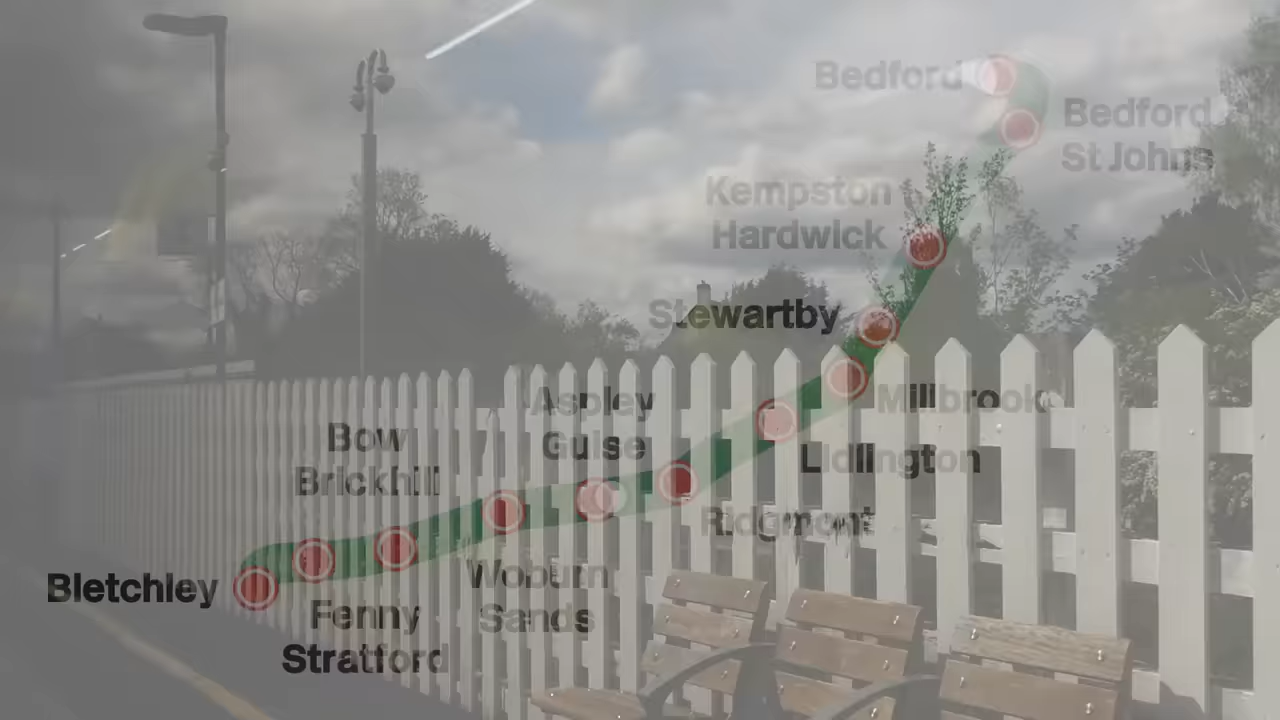 Bedford
Bedford
St Johns
Kempston
Hardwick
Stewartby
Millbrook
Lidlington
Ridgmont
Aspley
Guise
Woburn
Sands
Bow
Brickhill
Fenny
Stratford
Bletchley